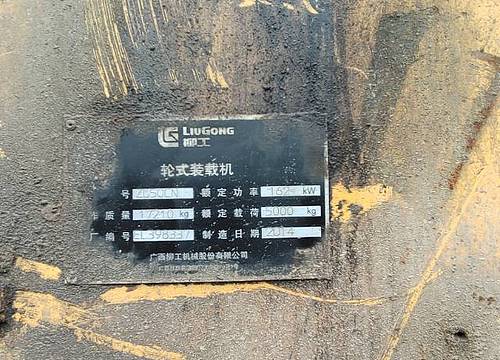 LIUGONG
柳工
轮式装载机
号 ZL50CN 额定功率 162 kW
质量 17210 kg 额定载荷 5000 kg
编号 制造日期 2014
广西柳工机械股份有限公司